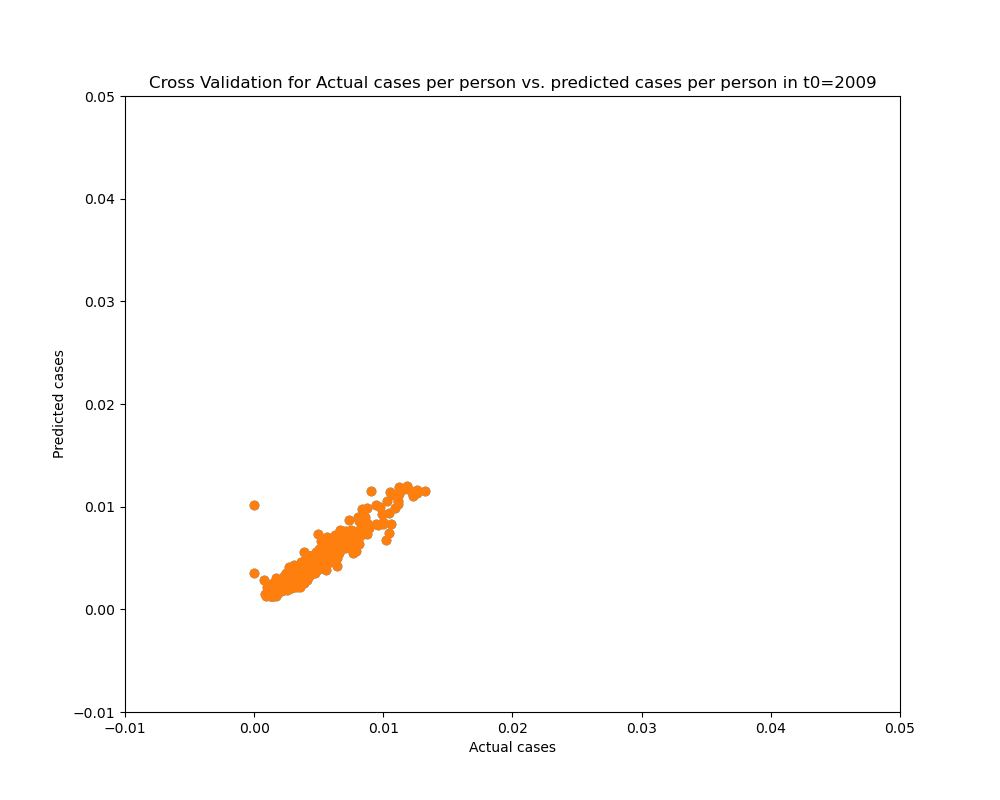 Cross Validation for Actual cases per person vs. predicted cases per person in t0=2009
0.05
0.04
0.03
0.02
0.01
0.00
−0.01
Predicted cases
−0.01 0.00 0.01 0.02 0.03 0.04 0.05
Actual cases